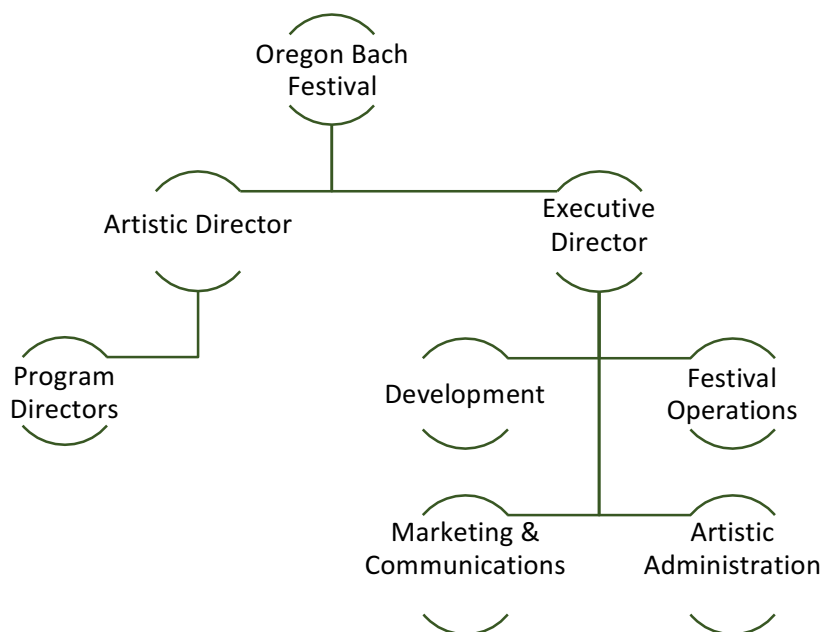 Oregon Bach
Festival
Artistic Director
Executive
Director
Program
Directors
Development
Festival
Operations
Marketing &
Communications
Artistic
Administration